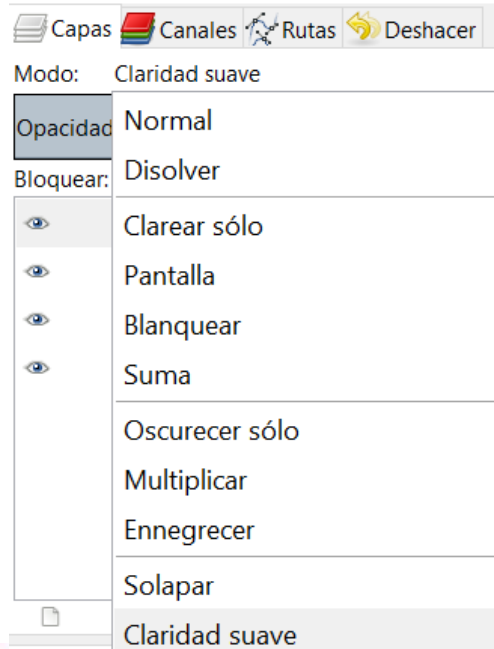 Capas Canales Rutas Deshacer
Modo: Claridad suave
Opacidad
Normal
Disolver
Bloquear:
Clarear sólo
Pantalla
Blanquear
Suma
Oscurecer sólo
Multiplicar
Ennegrecer
Solapar
Claridad suave